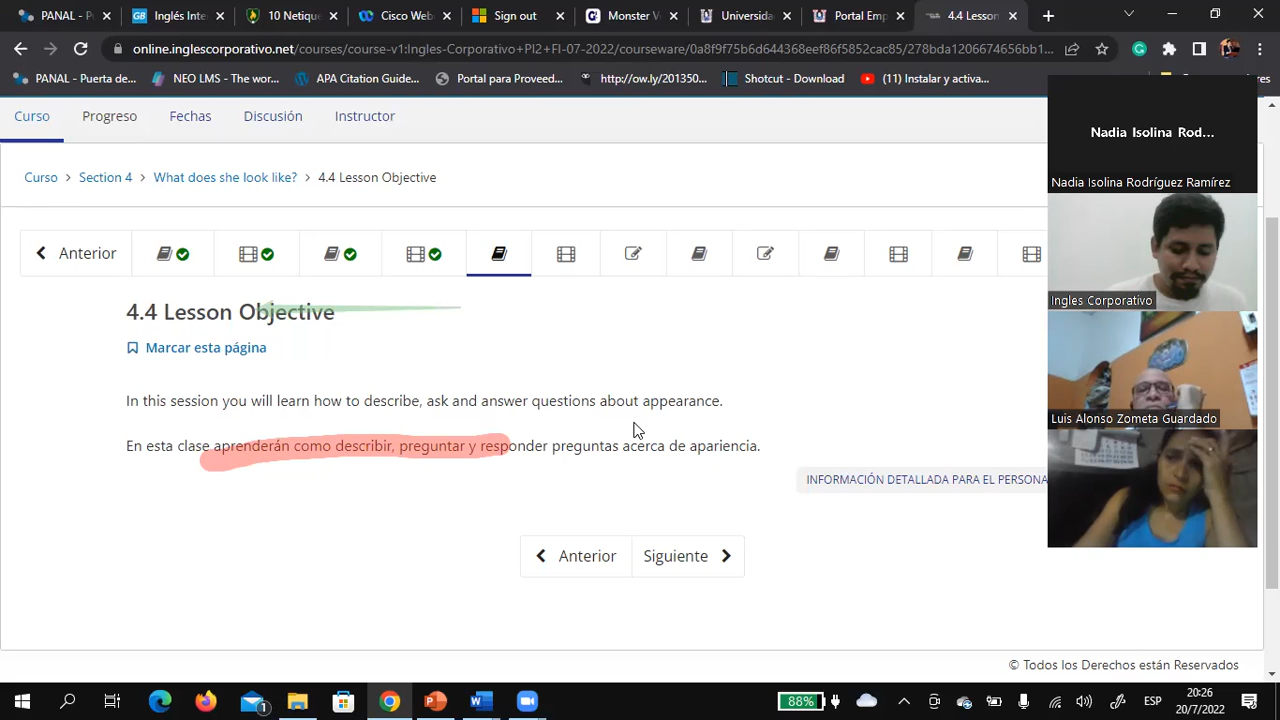 PANAL - Pu
Inglés Inte
10 Netique
Cisco Web
Sign out
Monster V
Universida
Portal Emp
4.4 Lesson
online.inglescorporativo.net/courses/course-v1:Ingles-Corporativo+PI2+FI-07-2022/courseware/0a8f9f75b6d644368eef86f5852cac85/278bda1206674656bb1...
PANAL - Puerta de...
NEO LMS - The wor...
APA Citation Guide...
Portal para Proveed...
http://ow.ly/201350...
Shotcut - Download
(11) Instalar y activa...
Curso
Progreso
Fechas
Discusión
Instructor
Nadia Isolina Rod...
Nadia Isolina Rodríguez Ramírez
Curso > Section 4 > What does she look like? > 4.4 Lesson Objective
Anterior
Ingles Corporativo
4.4 Lesson Objective
Marcar esta página
In this session you will learn how to describe, ask and answer questions about appearance.
Luis Alonso Zometa Guardado
En esta clase aprenderán como describir, preguntar y responder preguntas acerca de apariencia.
INFORMACIÓN DETALLADA PARA EL PERSONA
Anterior
Siguiente
© Todos los Derechos están Reservados
1
88%
ESP
20:26
20/7/2022